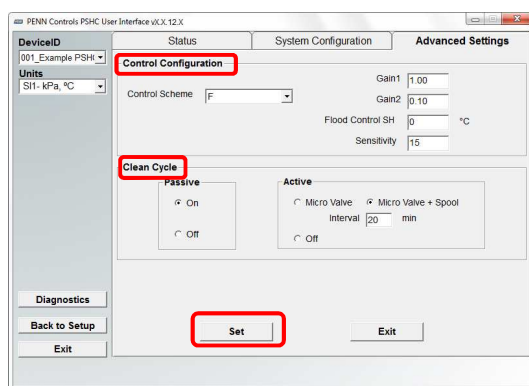 PENN Controls PSHC User Interface vX.X.12.X
DeviceID
001_Example PSH(
Units
SI1- kPa, ºC
Status
System Configuration
Advanced Settings
Control Configuration
Control Scheme F
Gain1 1.00
Gain2 0.10
Flood Control SH 0 °C
Sensitivity 15
Clean Cycle
Passive
On
Off
Active
Micro Valve Micro Valve + Spool
Interval 20 min
Off
Diagnostics
Back to Setup
Exit
Set
Exit